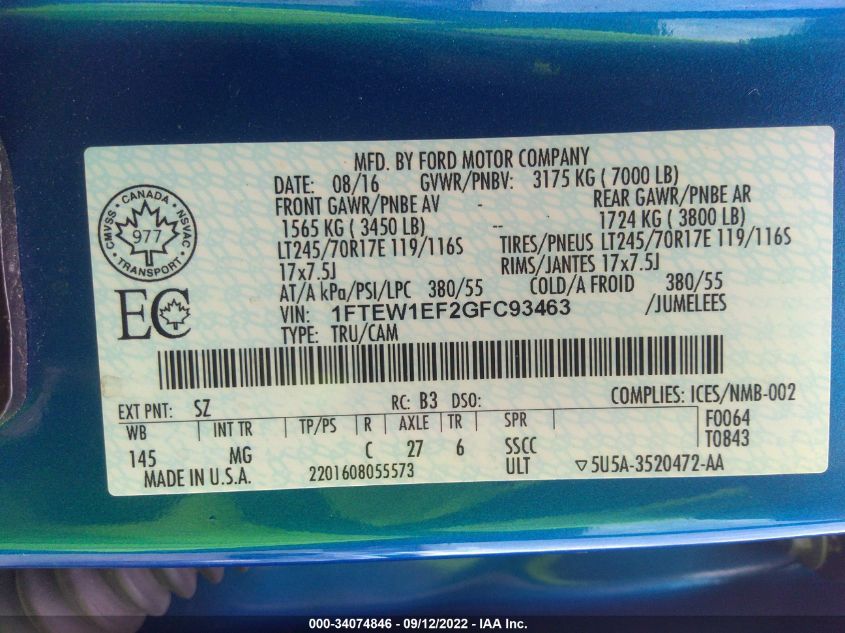 MFD. BY FORD MOTOR COMPANY
DATE: 08/16 GVWR/PNBV: 3175 KG ( 7000 LB)
FRONT GAWR/PNBE AV - REAR GAWR/PNBE AR
1565 KG ( 3450 LB) - 1724 KG ( 3800 LB)
LT245/70R17E 119/116S TIRES/PNEUS LT245/70R17E 119/116S
17x7.5J RIMS/JANTES 17x7.5J
AT/A kPa/PSI/LPC 380/55 COLD/A FROID 380/55
VIN: 1FTEW1EF2GFC93463 /JUMELEES
TYPE: TRU/CAM
CANADA
CMVSS NSVAC
977
TRANSPORT
EC
EXT PNT: SZ RC: B3 DSO: COMPLIES: ICES/NMB-002
WB INT TR TP/PS R AXLE TR SPR F0064
145 MG C 27 6 SSCC T0843
MADE IN U.S.A. 2201608055573 ULT ▽5U5A-3520472-AA
000-34074846 - 09/12/2022 - IAA Inc.